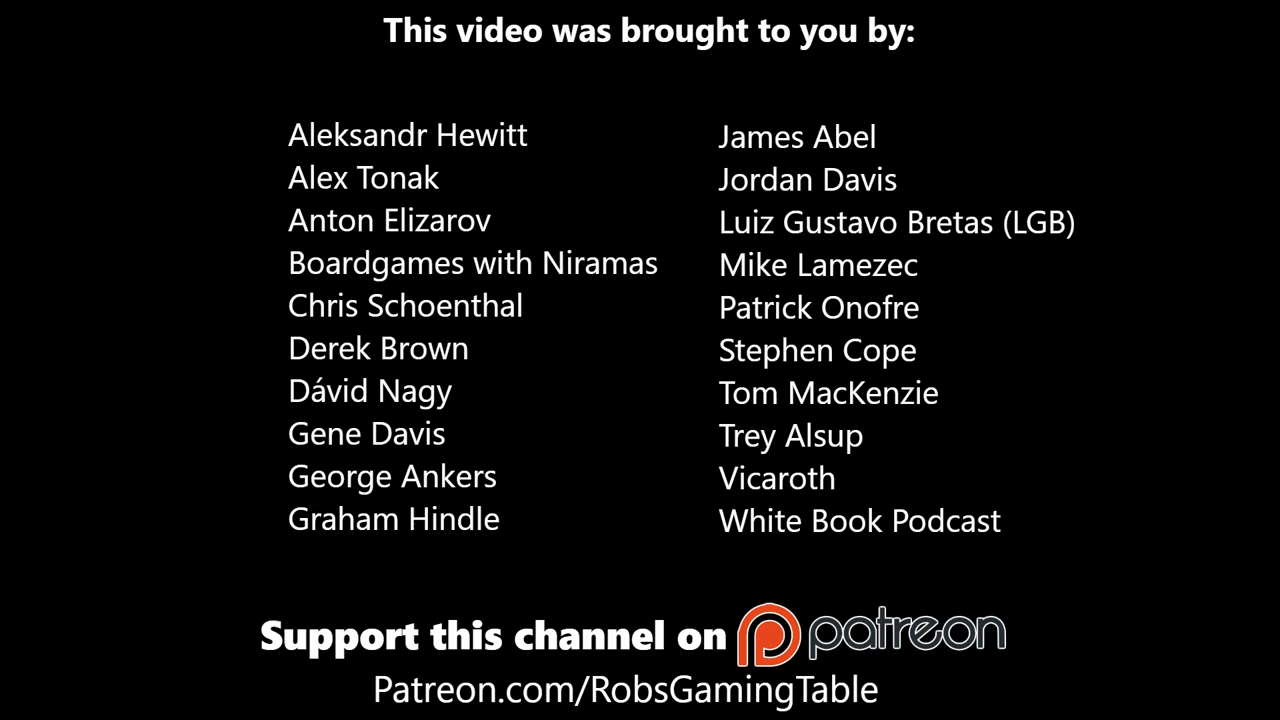 This video was brought to you by:
Aleksandr Hewitt
Alex Tonak
Anton Elizarov
Boardgames with Niramas
Chris Schoenthal
Derek Brown
Dávid Nagy
Gene Davis
George Ankers
Graham Hindle
James Abel
Jordan Davis
Luiz Gustavo Bretas (LGB)
Mike Lamezec
Patrick Onofre
Stephen Cope
Tom MacKenzie
Trey Alsup
Vicaroth
White Book Podcast
Support this channel on patreon
Patreon.com/RobsGamingTable